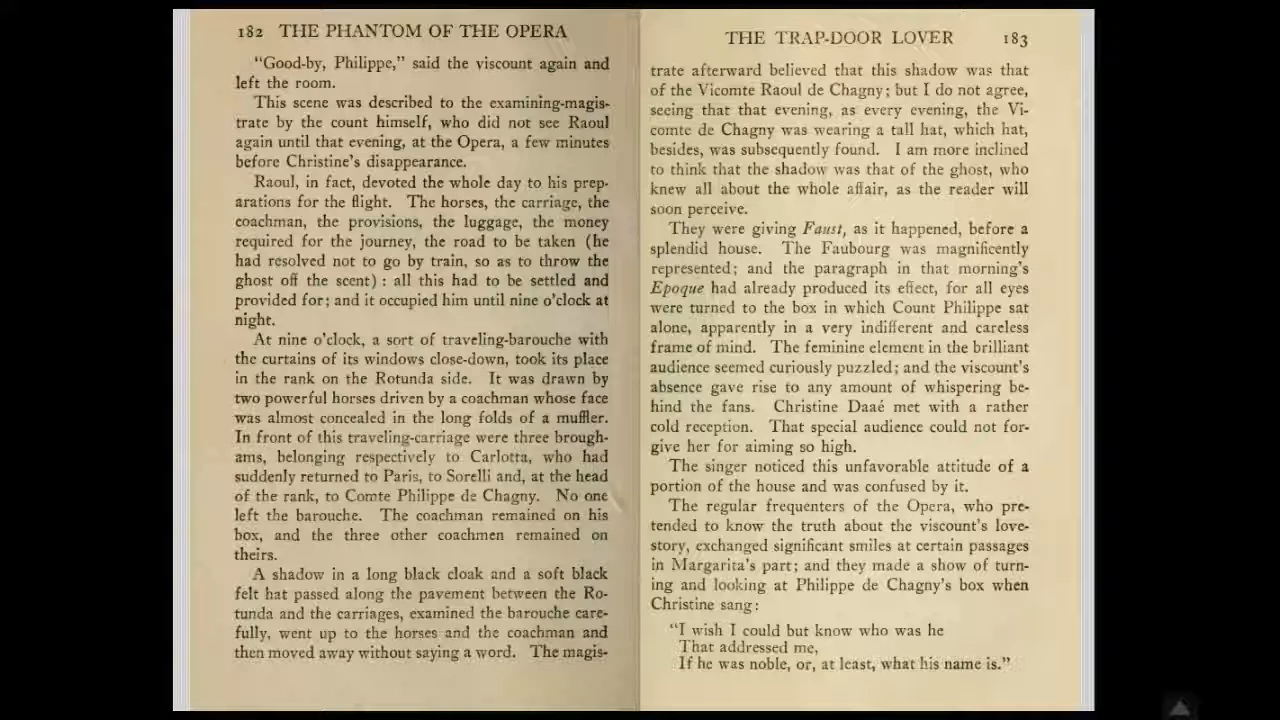 182 THE PHANTOM OF THE OPERA
"Good-by, Philippe," said the viscount again and
left the room.
This scene was described to the examining-magis-
trate by the count himself, who did not see Raoul
again until that evening, at the Opera, a few minutes
before Christine's disappearance.
Raoul, in fact, devoted the whole day to his prep-
arations for the flight. The horses, the carriage, the
coachman, the provisions, the luggage, the money
required for the journey, the road to be taken (he
had resolved not to go by train, so as to throw the
ghost off the scent) : all this had to be settled and
provided for; and it occupied him until nine o'clock at
night.
At nine o'clock, a sort of traveling-barouche with
the curtains of its windows close-down, took its place
in the rank on the Rotunda side. It was drawn by
two powerful horses driven by a coachman whose face
was almost concealed in the long folds of a muffler.
In front of this traveling-carriage were three brough-
ams, belonging respectively to Carlotta, who had
suddenly returned to Paris, to Sorelli and, at the head
of the rank, to Comte Philippe de Chagny. No one
left the barouche. The coachman remained on his
box, and the three other coachmen remained on
theirs.
A shadow in a long black cloak and a soft black
felt hat passed along the pavement between the Ro-
tunda and the carriages, examined the barouche care-
fully, went up to the horses and the coachman and
then moved away without saying a word. The magis-
THE TRAP-DOOR LOVER 183
trate afterward believed that this shadow was that
of the Vicomte Raoul de Chagny; but I do not agree,
seeing that that evening, as every evening, the Vi-
comte de Chagny was wearing a tall hat, which hat,
besides, was subsequently found. I am more inclined
to think that the shadow was that of the ghost, who
knew all about the whole affair, as the reader will
soon perceive.
They were giving Faust, as it happened, before a
splendid house. The Faubourg was magnificently
represented; and the paragraph in that morning's
Epoque had already produced its effect, for all eyes
were turned to the box in which Count Philippe sat
alone, apparently in a very indifferent and careless
frame of mind. The feminine element in the brilliant
audience seemed curiously puzzled; and the viscount's
absence gave rise to any amount of whispering be-
hind the fans. Christine Daaé met with a rather
cold reception. That special audience could not for-
give her for aiming so high.
The singer noticed this unfavorable attitude of a
portion of the house and was confused by it.
The regular frequenters of the Opera, who pre-
tended to know the truth about the viscount's love-
story, exchanged significant smiles at certain passages
in Margarita's part; and they made a show of turn-
ing and looking at Philippe de Chagny's box when
Christine sang:
"I wish I could but know who was he
That addressed me,
If he was noble, or, at least, what his name is."